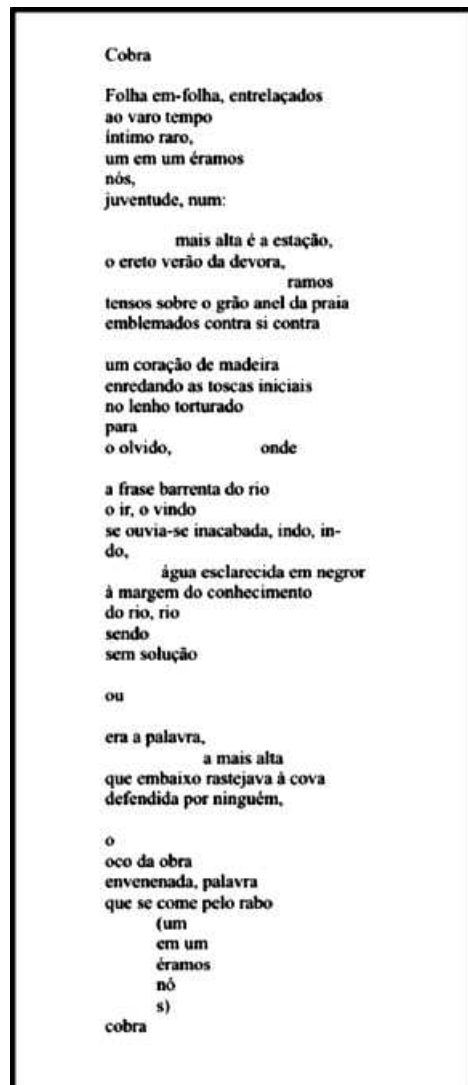 Cobra
Folha em-folha, entrelaçados
ao varo tempo
íntimo raro,
um em um éramos
nós,
juventude, num:
mais alta é a estação,
o ereto verão da devora,
ramos
tensos sobre o grão anel da praia
emblemados contra si contra
um coração de madeira
enredando as toscas iniciais
no lenho torturado
para
o olvido, onde
a frase barrenta do rio
o ir, o vindo
se ouvia-se inacabada, indo, in-
do,
água esclarecida em negror
à margem do conhecimento
do rio, rio
sendo
sem solução
ou
era a palavra,
a mais alta
que embaixo rastejava à cova
defendida por ninguém,
o
oco da obra
envenenada, palavra
que se come pelo rabo
(um
em um
éramos
nó
s)
cobra